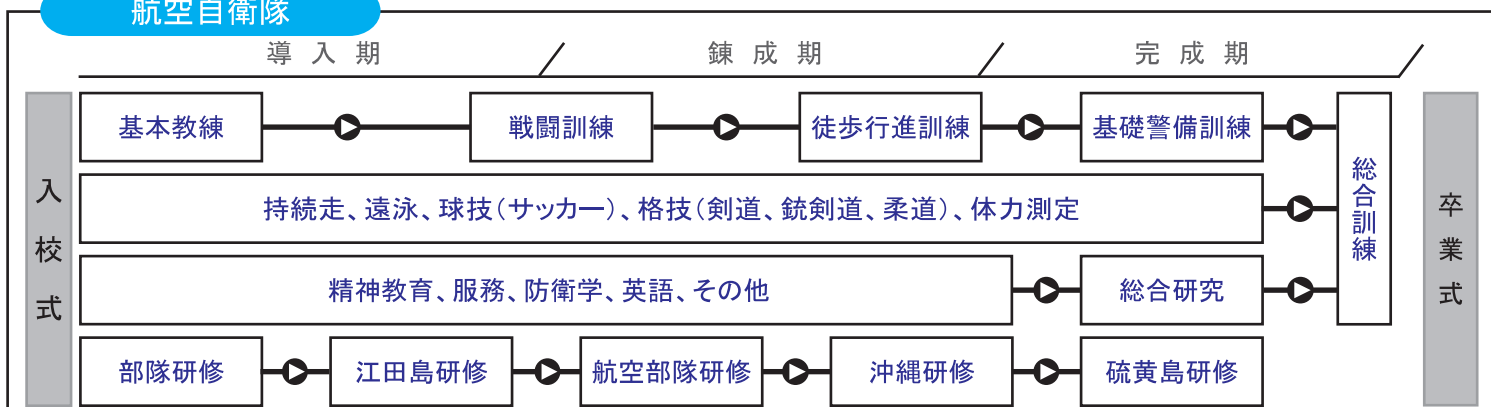 航空自衛隊
導入期
錬成期
完成期
入校式
基本教練
戦闘訓練
徒歩行進訓練
基礎警備訓練
持続走、遠泳、球技（サッカー）、格技（剣道、銃剣道、柔道）、体力測定
精神教育、服務、防衛学、英語、その他
総合研究
総合訓練
部隊研修
江田島研修
航空部隊研修
沖縄研修
硫黄島研修
卒業式